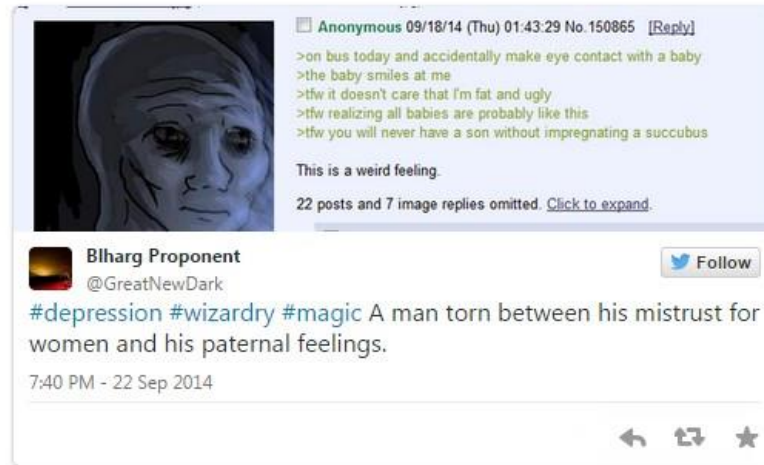 Anonymous 09/18/14 (Thu) 01:43:29 No.150865 [Reply]
>on bus today and accidentally make eye contact with a baby
>the baby smiles at me
>tfw it doesn't care that I'm fat and ugly
>tfw realizing all babies are probably like this
>tfw you will never have a son without impregnating a succubus
This is a weird feeling.
22 posts and 7 image replies omitted. Click to expand.
Blharg Proponent
Follow
@GreatNewDark
#depression #wizardry #magic A man torn between his mistrust for
women and his paternal feelings.
7:40 PM - 22 Sep 2014